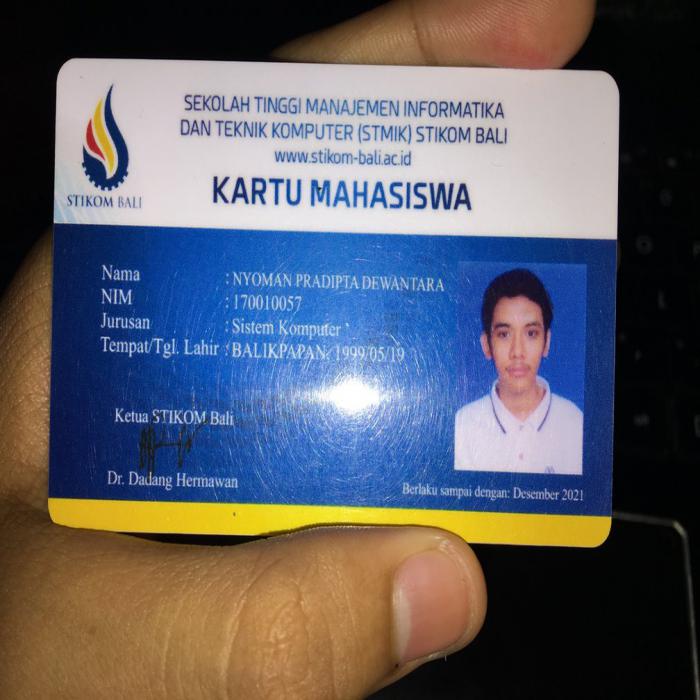 SEKOLAH TINGGI MANAJEMEN INFORMATIKA
DAN TEKNIK KOMPUTER (STMIK) STIKOM BALI
www.stikom-bali.ac.id
KARTU MAHASISWA
STIKOM BALI
Nama : NYOMAN PRADIPTA DEWANTARA
NIM : 170010057
Jurusan : Sistem Komputer
Tempat/Tgl. Lahir : BALIKPAPAN, 1999/05/19
Ketua STIKOM Bali
Dr. Dadang Hermawan
Berlaku sampai dengan: Desember 2021